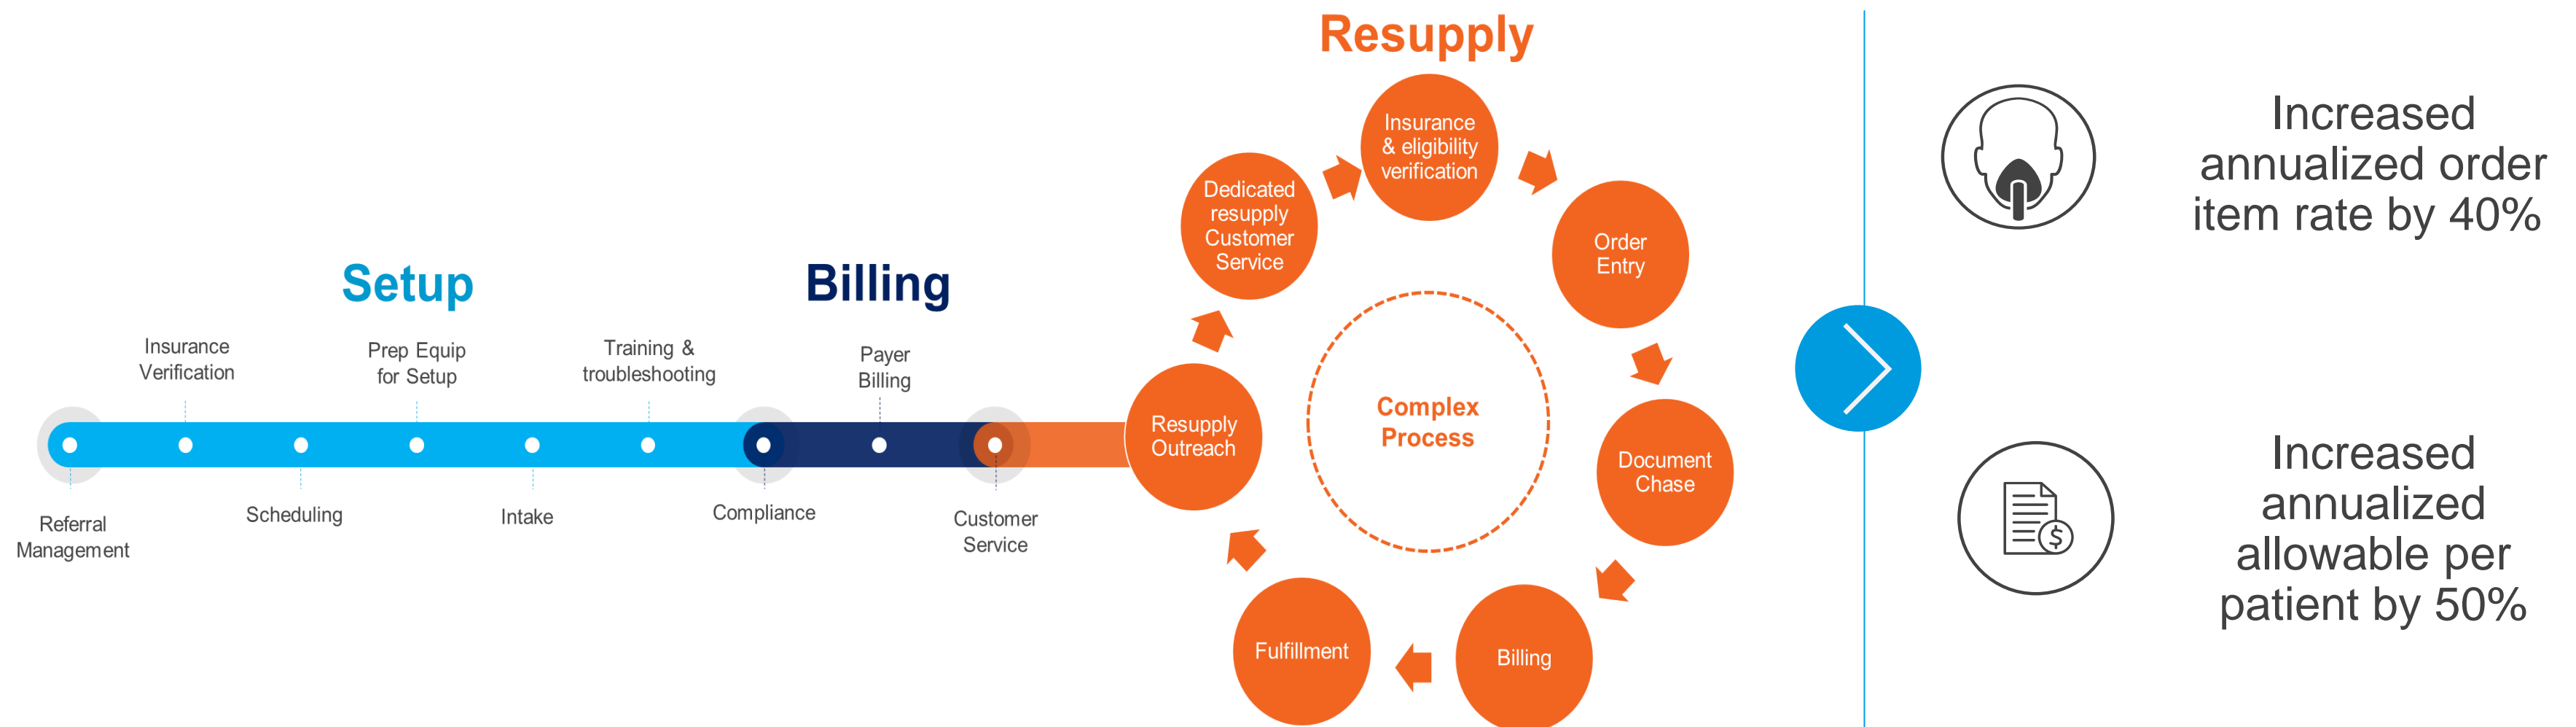 Resupply
Setup
Billing
Insurance
Verification
Prep Equip
for Setup
Training &
troubleshooting
Payer
Billing
Referral
Management
Scheduling
Intake
Compliance
Customer
Service
Resupply
Outreach
Dedicated
resupply
Customer
Service
Insurance
& eligibility
verification
Order
Entry
Document
Chase
Billing
Fulfillment
Complex
Process
Increased
annualized order
item rate by 40%
$
Increased
annualized
allowable per
patient by 50%